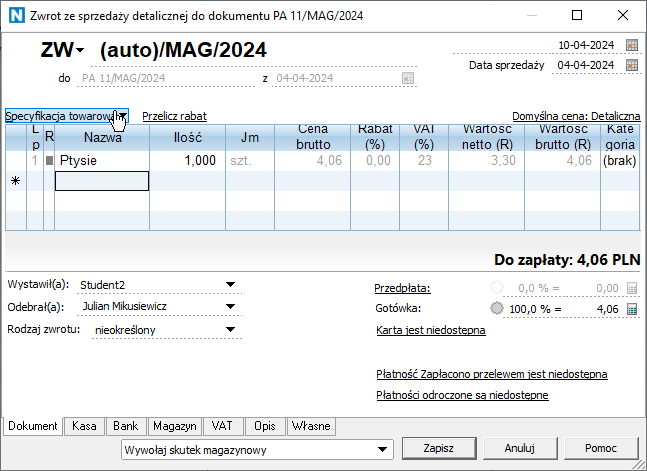 Zwrot ze sprzedaży detalicznej do dokumentu PA 11/MAG/2024
ZW (auto)/MAG/2024
10-04-2024
do PA 11/MAG/2024 z 04-04-2024
Data sprzedaży 04-04-2024
Specyfikacja towarowa Przelicz rabat Domyślna cena: Detaliczna
Lp R Nazwa Ilość Jm Cena brutto Rabat (%) VAT (%) Wartość netto (R) Wartość brutto (R) Kategoria
1 Ptysie 1,000 szt. 4,06 0,00 23 3,30 4,06 (brak)
Do zapłaty: 4,06 PLN
Wystawił(a): Student2
Odebrał(a): Julian Mikusiewicz
Rodzaj zwrotu: nieokreślony
Przedpłata: 0,0 % = 0,00
Gotówka: 100,0 % = 4,06
Karta jest niedostępna
Płatność Zapłacono przelewem jest niedostępna
Płatności odroczone są niedostępne
Dokument Kasa Bank Magazyn VAT Opis Własne
Wywołaj skutek magazynowy Zapisz Anuluj Pomoc